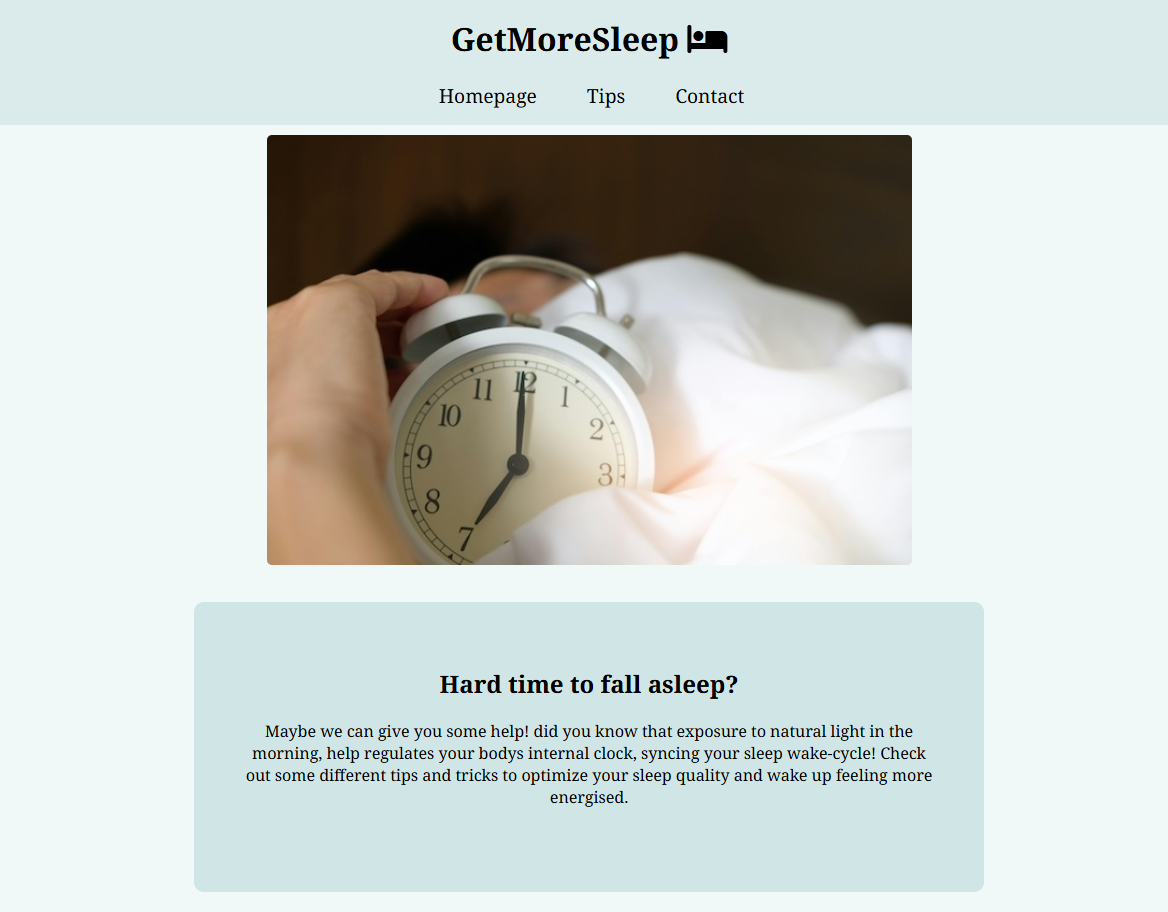 GetMoreSleep
Homepage Tips Contact
11 12 1
10 2
9 3
8
7
Hard time to fall asleep?
Maybe we can give you some help! did you know that exposure to natural light in the
morning, help regulates your bodys internal clock, syncing your sleep wake-cycle! Check
out some different tips and tricks to optimize your sleep quality and wake up feeling more
energised.